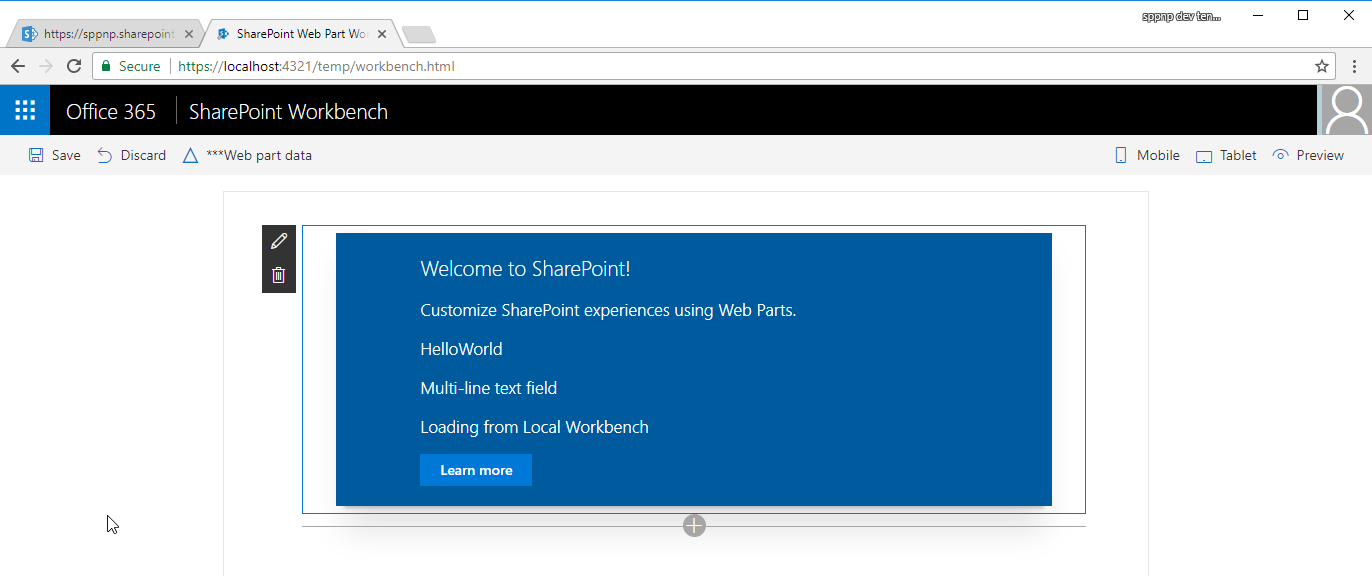 sppnp dev ten...
https://sppnp.sharepoint
SharePoint Web Part Wo
Secure https://localhost:4321/temp/workbench.html
Office 365 SharePoint Workbench
Save Discard ***Web part data Mobile Tablet Preview
Welcome to SharePoint!
Customize SharePoint experiences using Web Parts.
HelloWorld
Multi-line text field
Loading from Local Workbench
Learn more